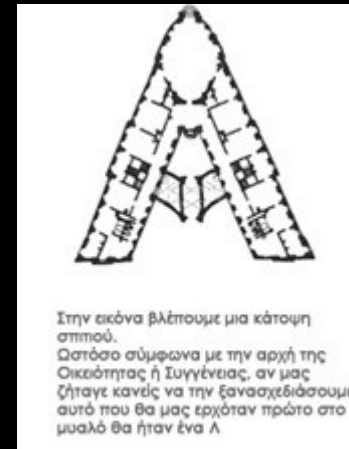 Στην εικόνα βλέπουμε μια κάτοψη
σπιτιού.
Ωστόσο σύμφωνα με την αρχή της
Οικειότητας ή Συγγένειας, αν μας
ζήταγε κανείς να την ξανασχεδιάσουμε
αυτό που θα μας ερχόταν πρώτο στο
μυαλό θα ήταν ένα Λ